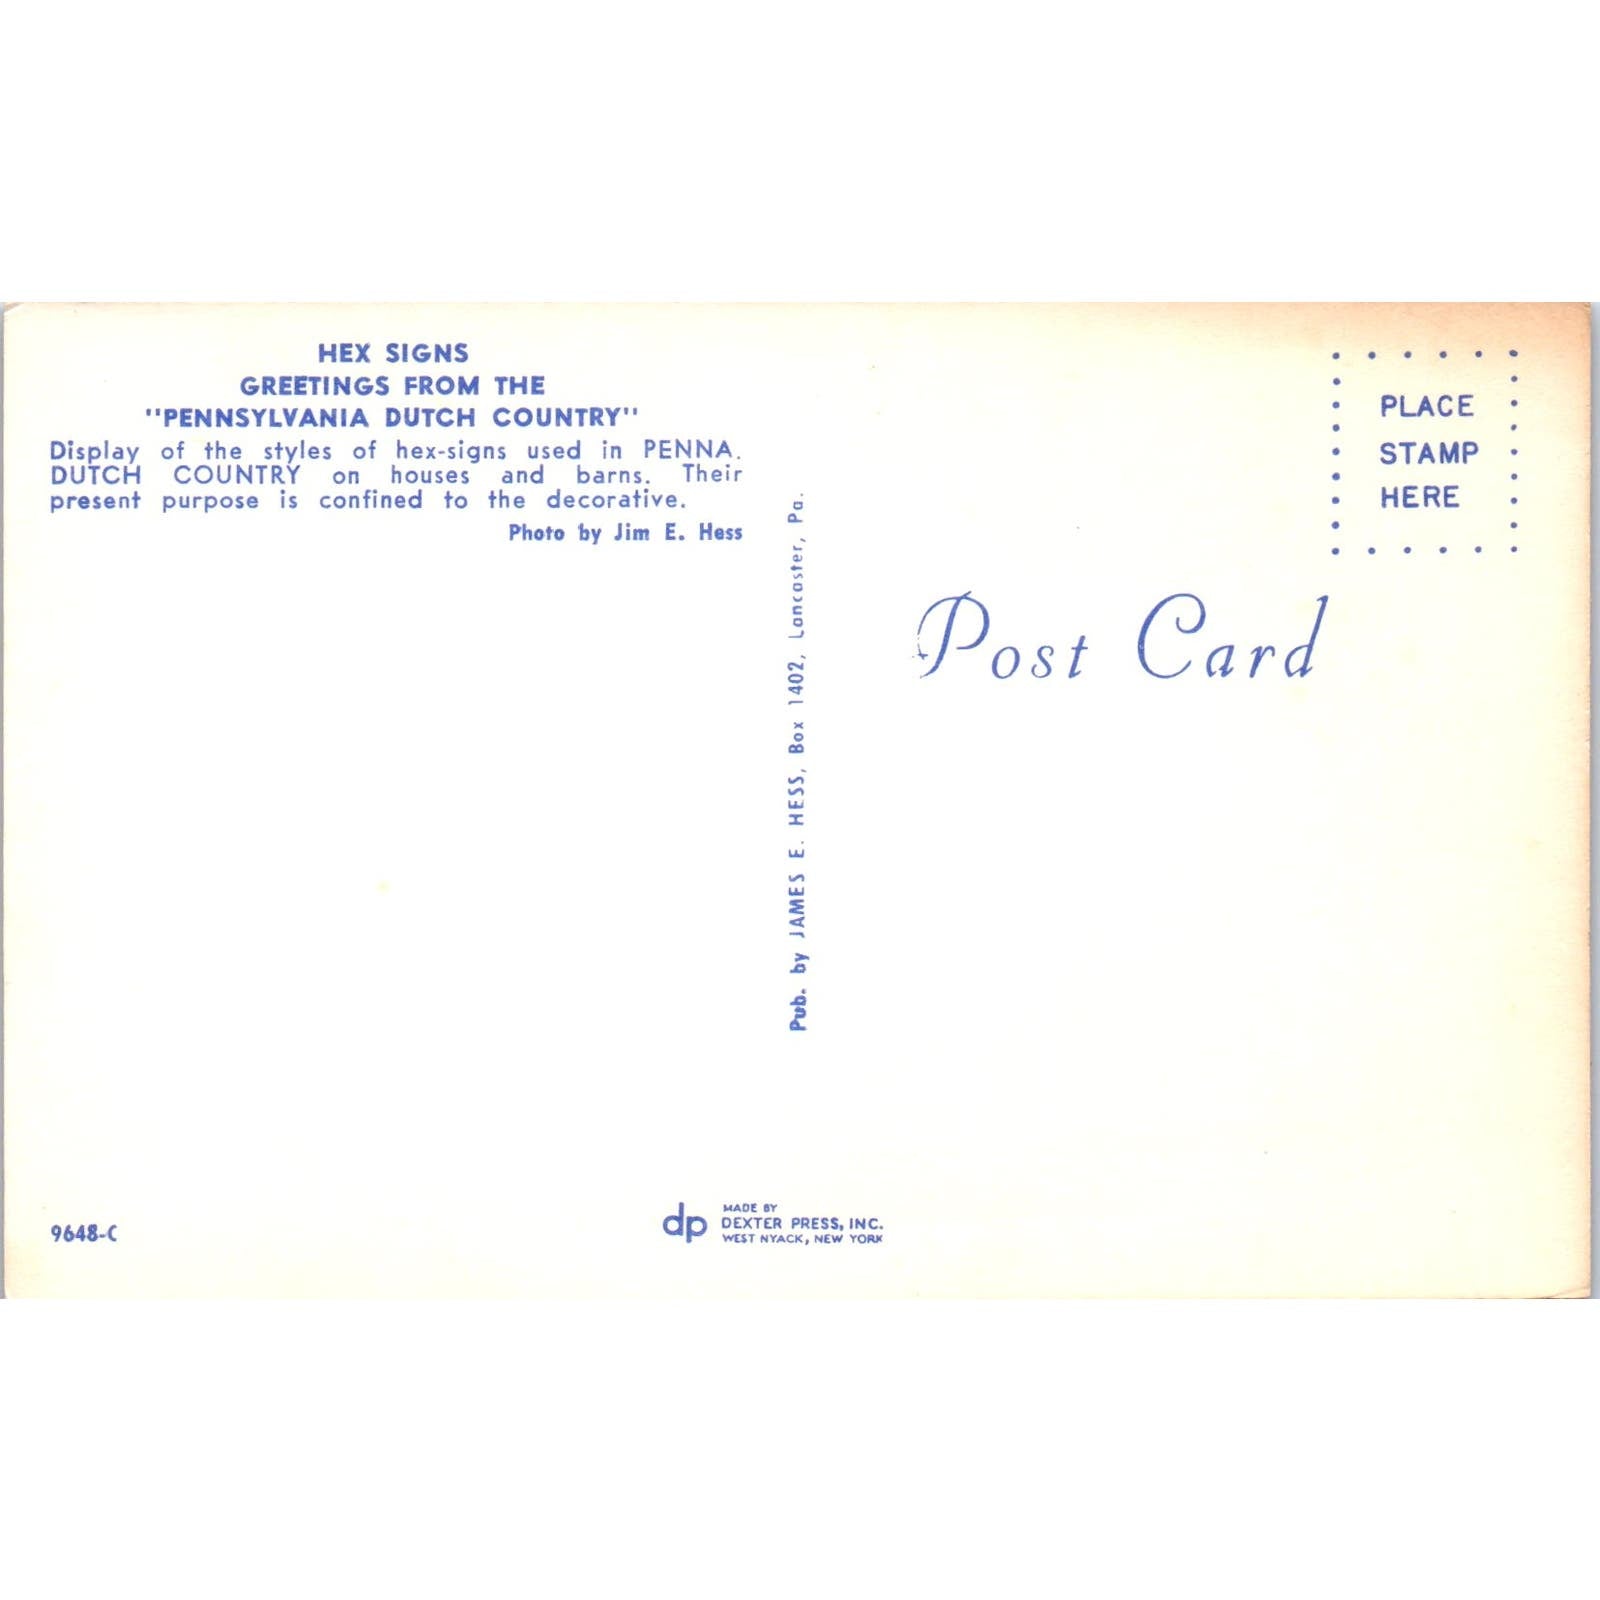 HEX SIGNS
GREETINGS FROM THE
"PENNSYLVANIA DUTCH COUNTRY"
Display of the styles of hex-signs used in PENNA.
DUTCH COUNTRY on houses and barns. Their
present purpose is confined to the decorative.
Photo by Jim E. Hess
Pub. by JAMES E. HESS, Box 1402, Lancaster, Pa.
PLACE
STAMP
HERE
Post Card
9648-C
dp
MADE BY
DEXTER PRESS, INC.
WEST NYACK, NEW YORK